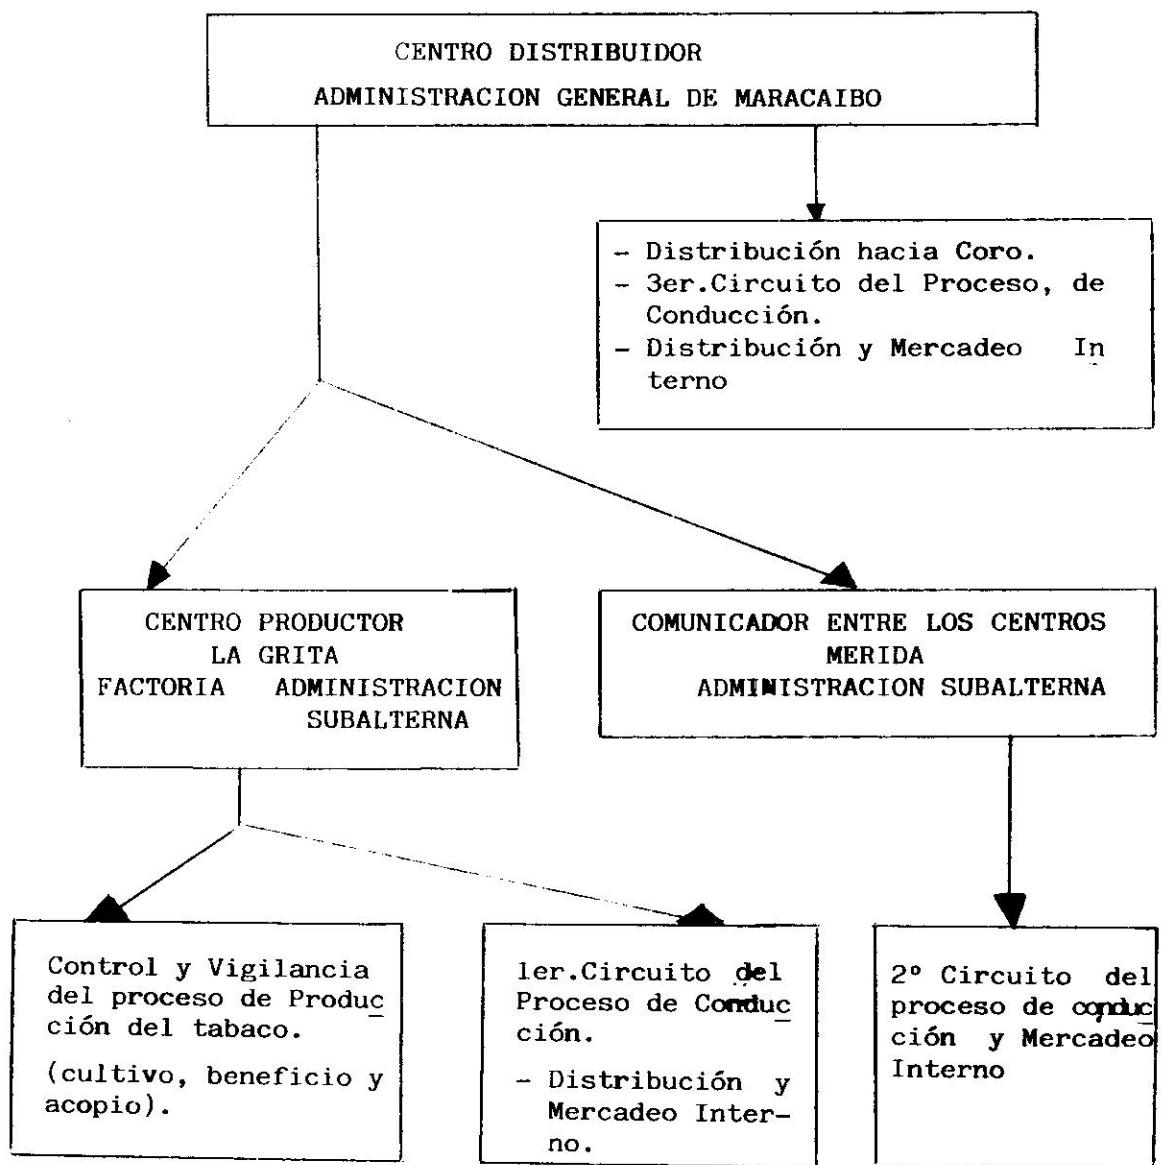 CENTRO DISTRIBUIDOR
ADMINISTRACION GENERAL DE MARACAIBO
- Distribución hacia Coro.
- 3er.Circuito del Proceso, de
Conducción.
- Distribución y Mercadeo In
terno
CENTRO PRODUCTOR
LA GRITA
FACTORIA ADMINISTRACION
SUBALTERNA
COMUNICADOR ENTRE LOS CENTROS
MERIDA
ADMINISTRACION SUBALTERNA
Control y Vigilancia
del proceso de Produc
ción del tabaco.
(cultivo, beneficio y
acopio).
1er.Circuito del
Proceso de Conduc
ción.
- Distribución y
Mercadeo Inter-
no.
2º Circuito del
proceso de conduc
ción y Mercadeo
Interno